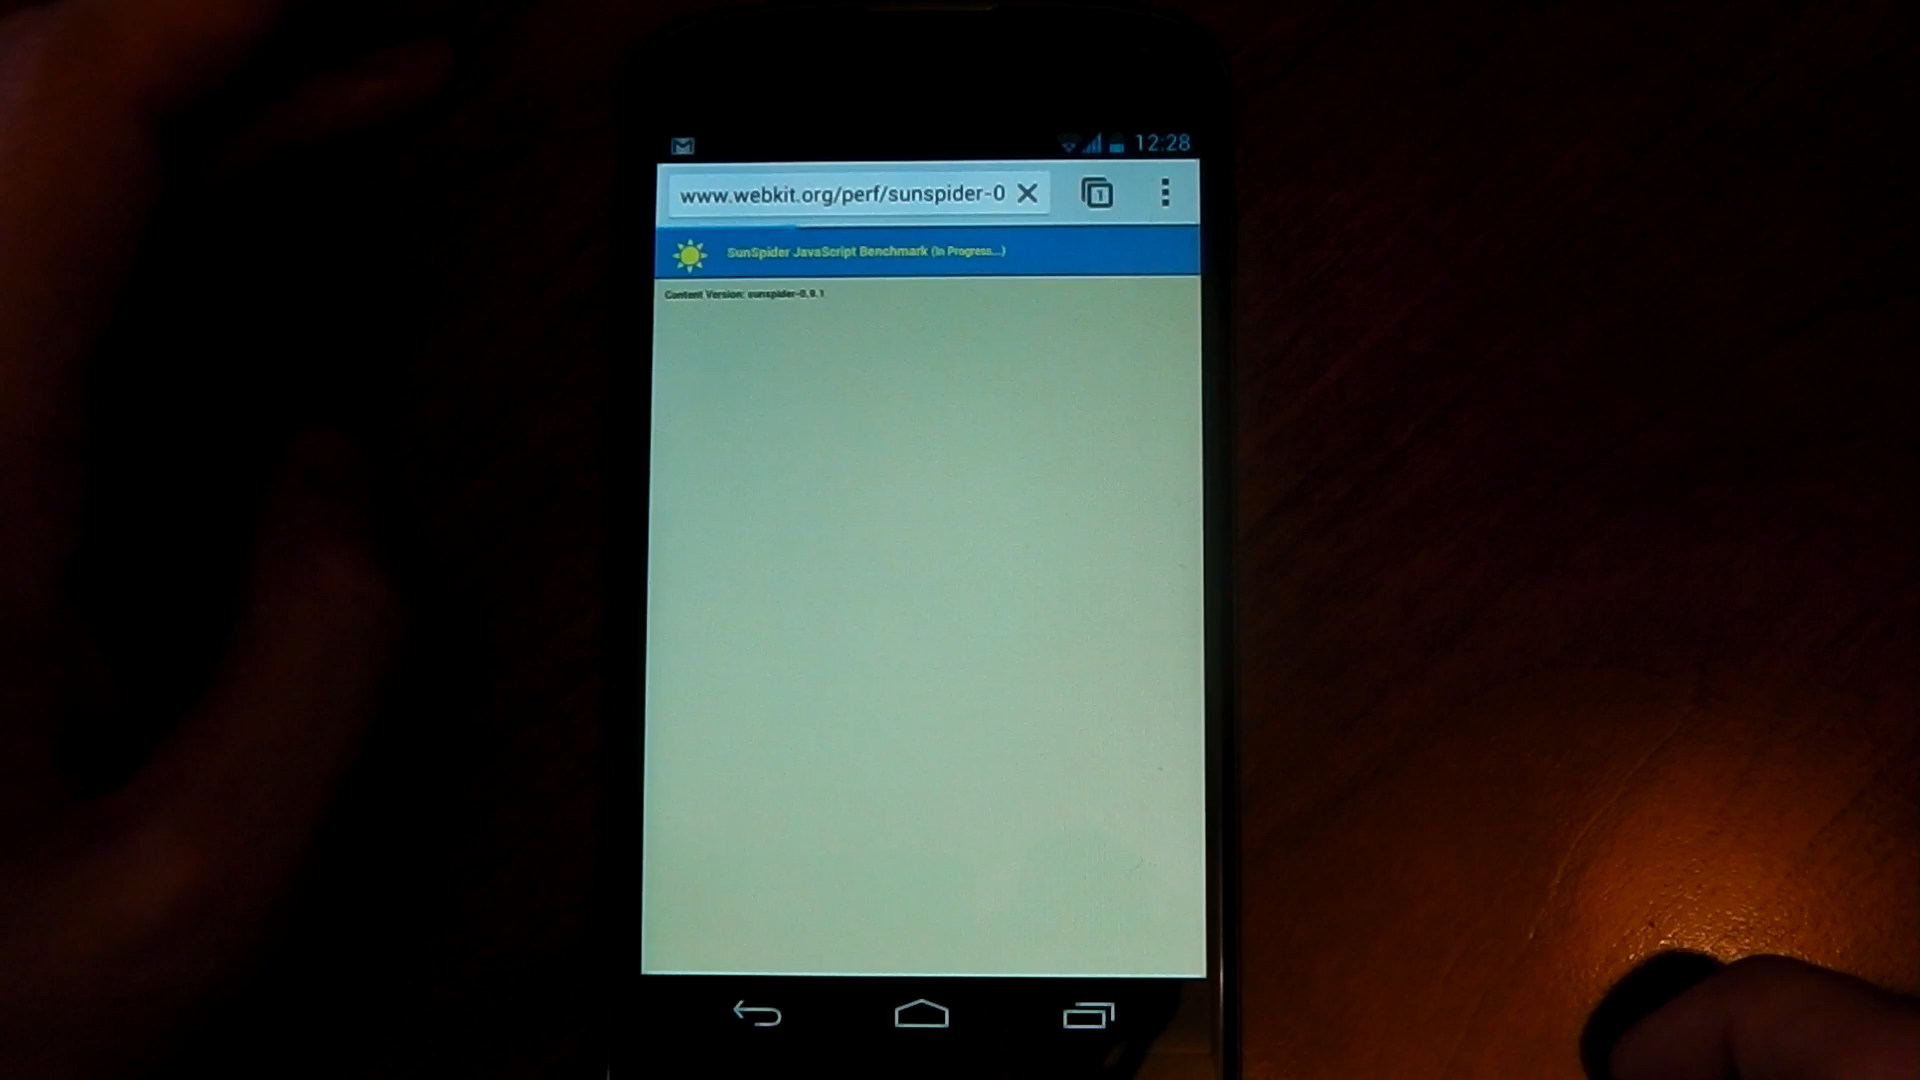 12:28
www.webkit.org/perf/sunspider-0
1
SunSpider JavaScript Benchmark (In Progress...)
Content Version: sunspider-0.9.1